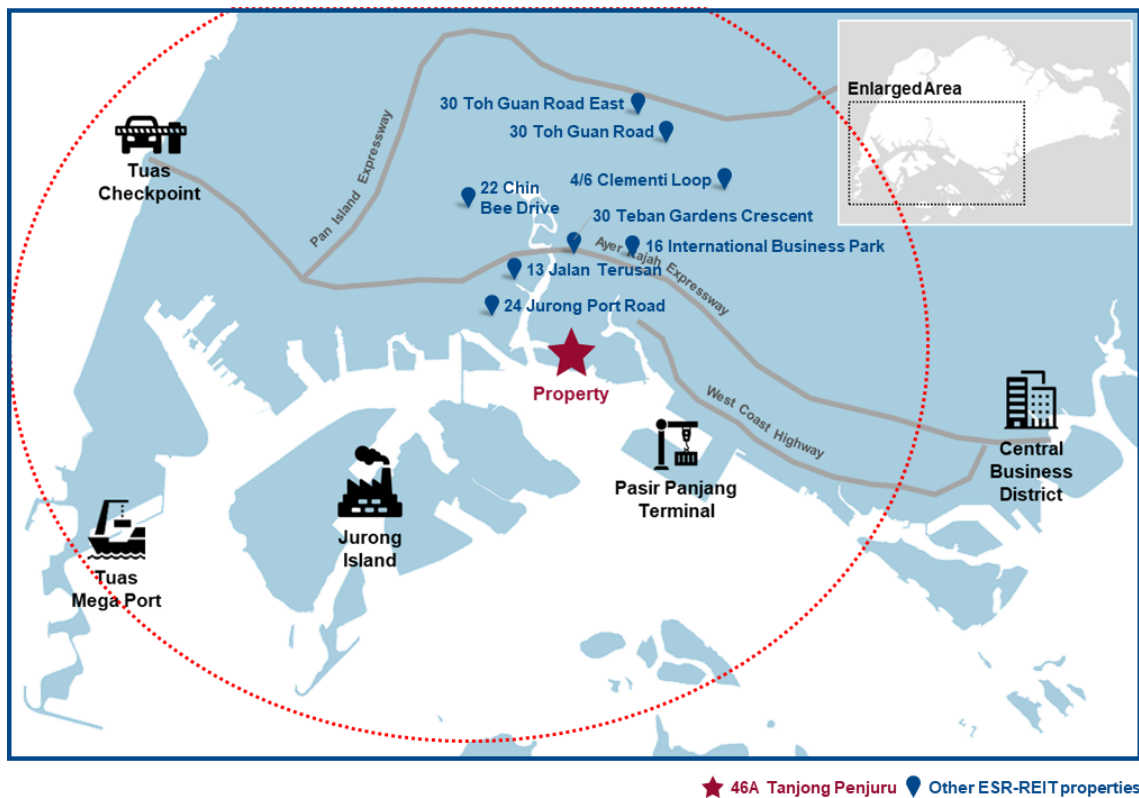 Enlarged Area
30 Toh Guan Road East
30 Toh Guan Road
Tuas
Checkpoint
Pan Island Expressway
4/6 Clementi Loop
22 Chin
Bee Drive
30 Teban Gardens Crescent
Ayer Rajah Expressway
16 International Business Park
13 Jalan Terusan
24 Jurong Port Road
Property
West Coast Highway
Central
Business
District
Pasir Panjang
Terminal
Jurong
Island
Tuas
Mega Port
46A Tanjong Penjuru
Other ESR-REIT properties